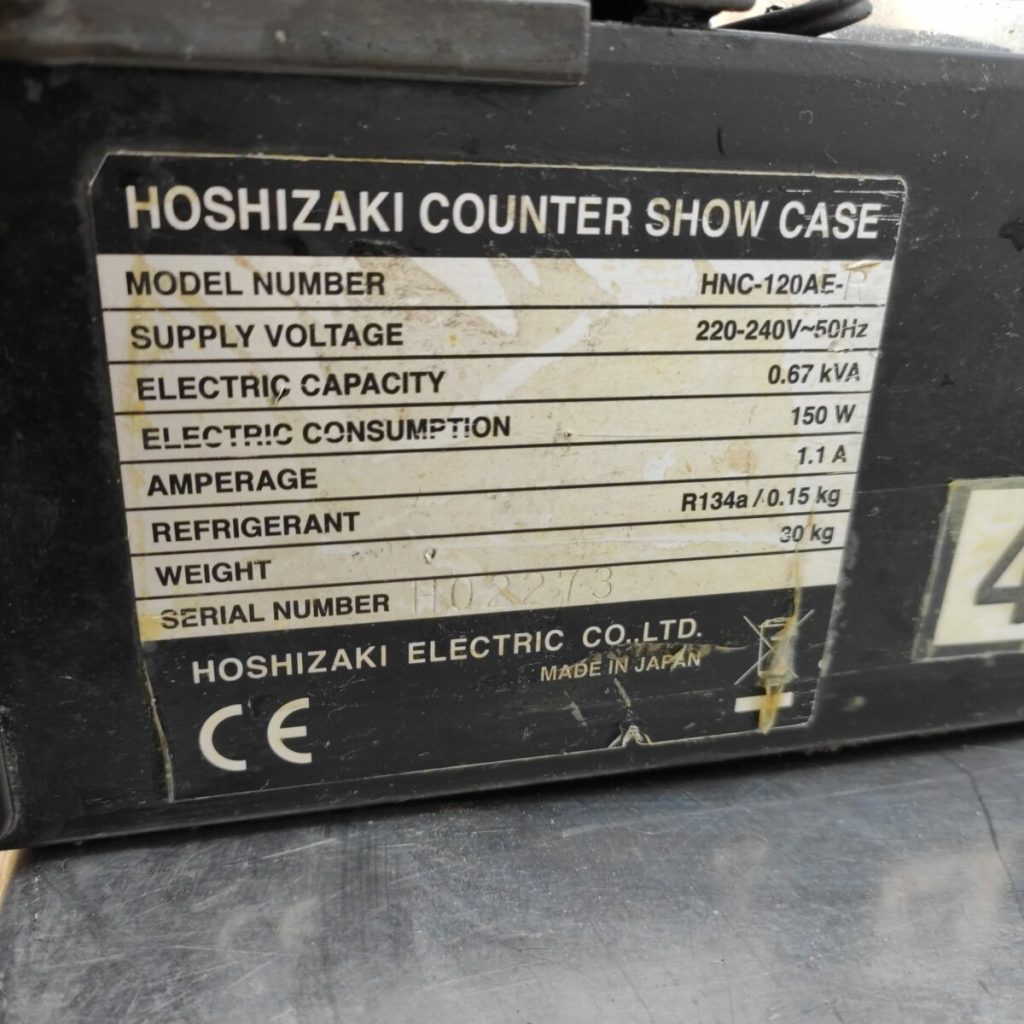 HOSHIZAKI COUNTER SHOW CASE
MODEL NUMBER HNC-120AE-R
SUPPLY VOLTAGE 220-240V~50Hz
ELECTRIC CAPACITY 0.67 kVA
ELECTRIC CONSUMPTION 150 W
AMPERAGE 1.1 A
REFRIGERANT R134a / 0.15 kg
WEIGHT 30 kg
SERIAL NUMBER H02273
HOSHIZAKI ELECTRIC CO.,LTD.
MADE IN JAPAN
CE
4